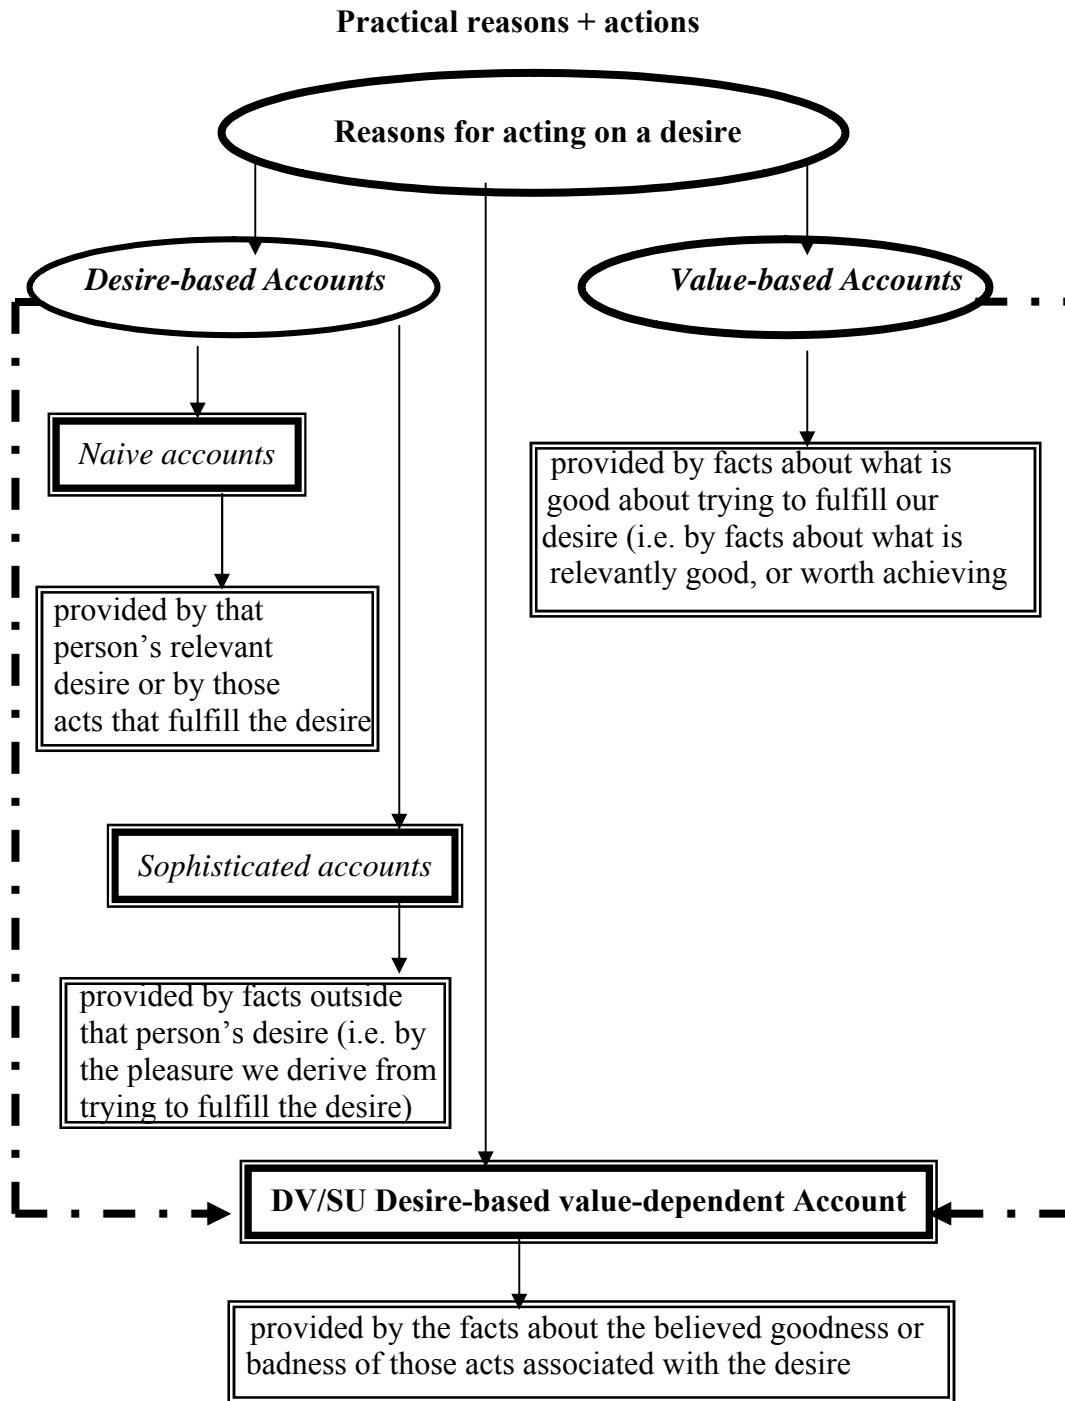 Practical reasons + actions
Reasons for acting on a desire
Desire-based Accounts
Value-based Accounts
Naive accounts
provided by facts about what is
good about trying to fulfill our
desire (i.e. by facts about what is
relevantly good, or worth achieving
provided by that
person’s relevant
desire or by those
acts that fulfill the desire
Sophisticated accounts
provided by facts outside
that person’s desire (i.e. by
the pleasure we derive from
trying to fulfill the desire)
DV/SU Desire-based value-dependent Account
provided by the facts about the believed goodness or
badness of those acts associated with the desire